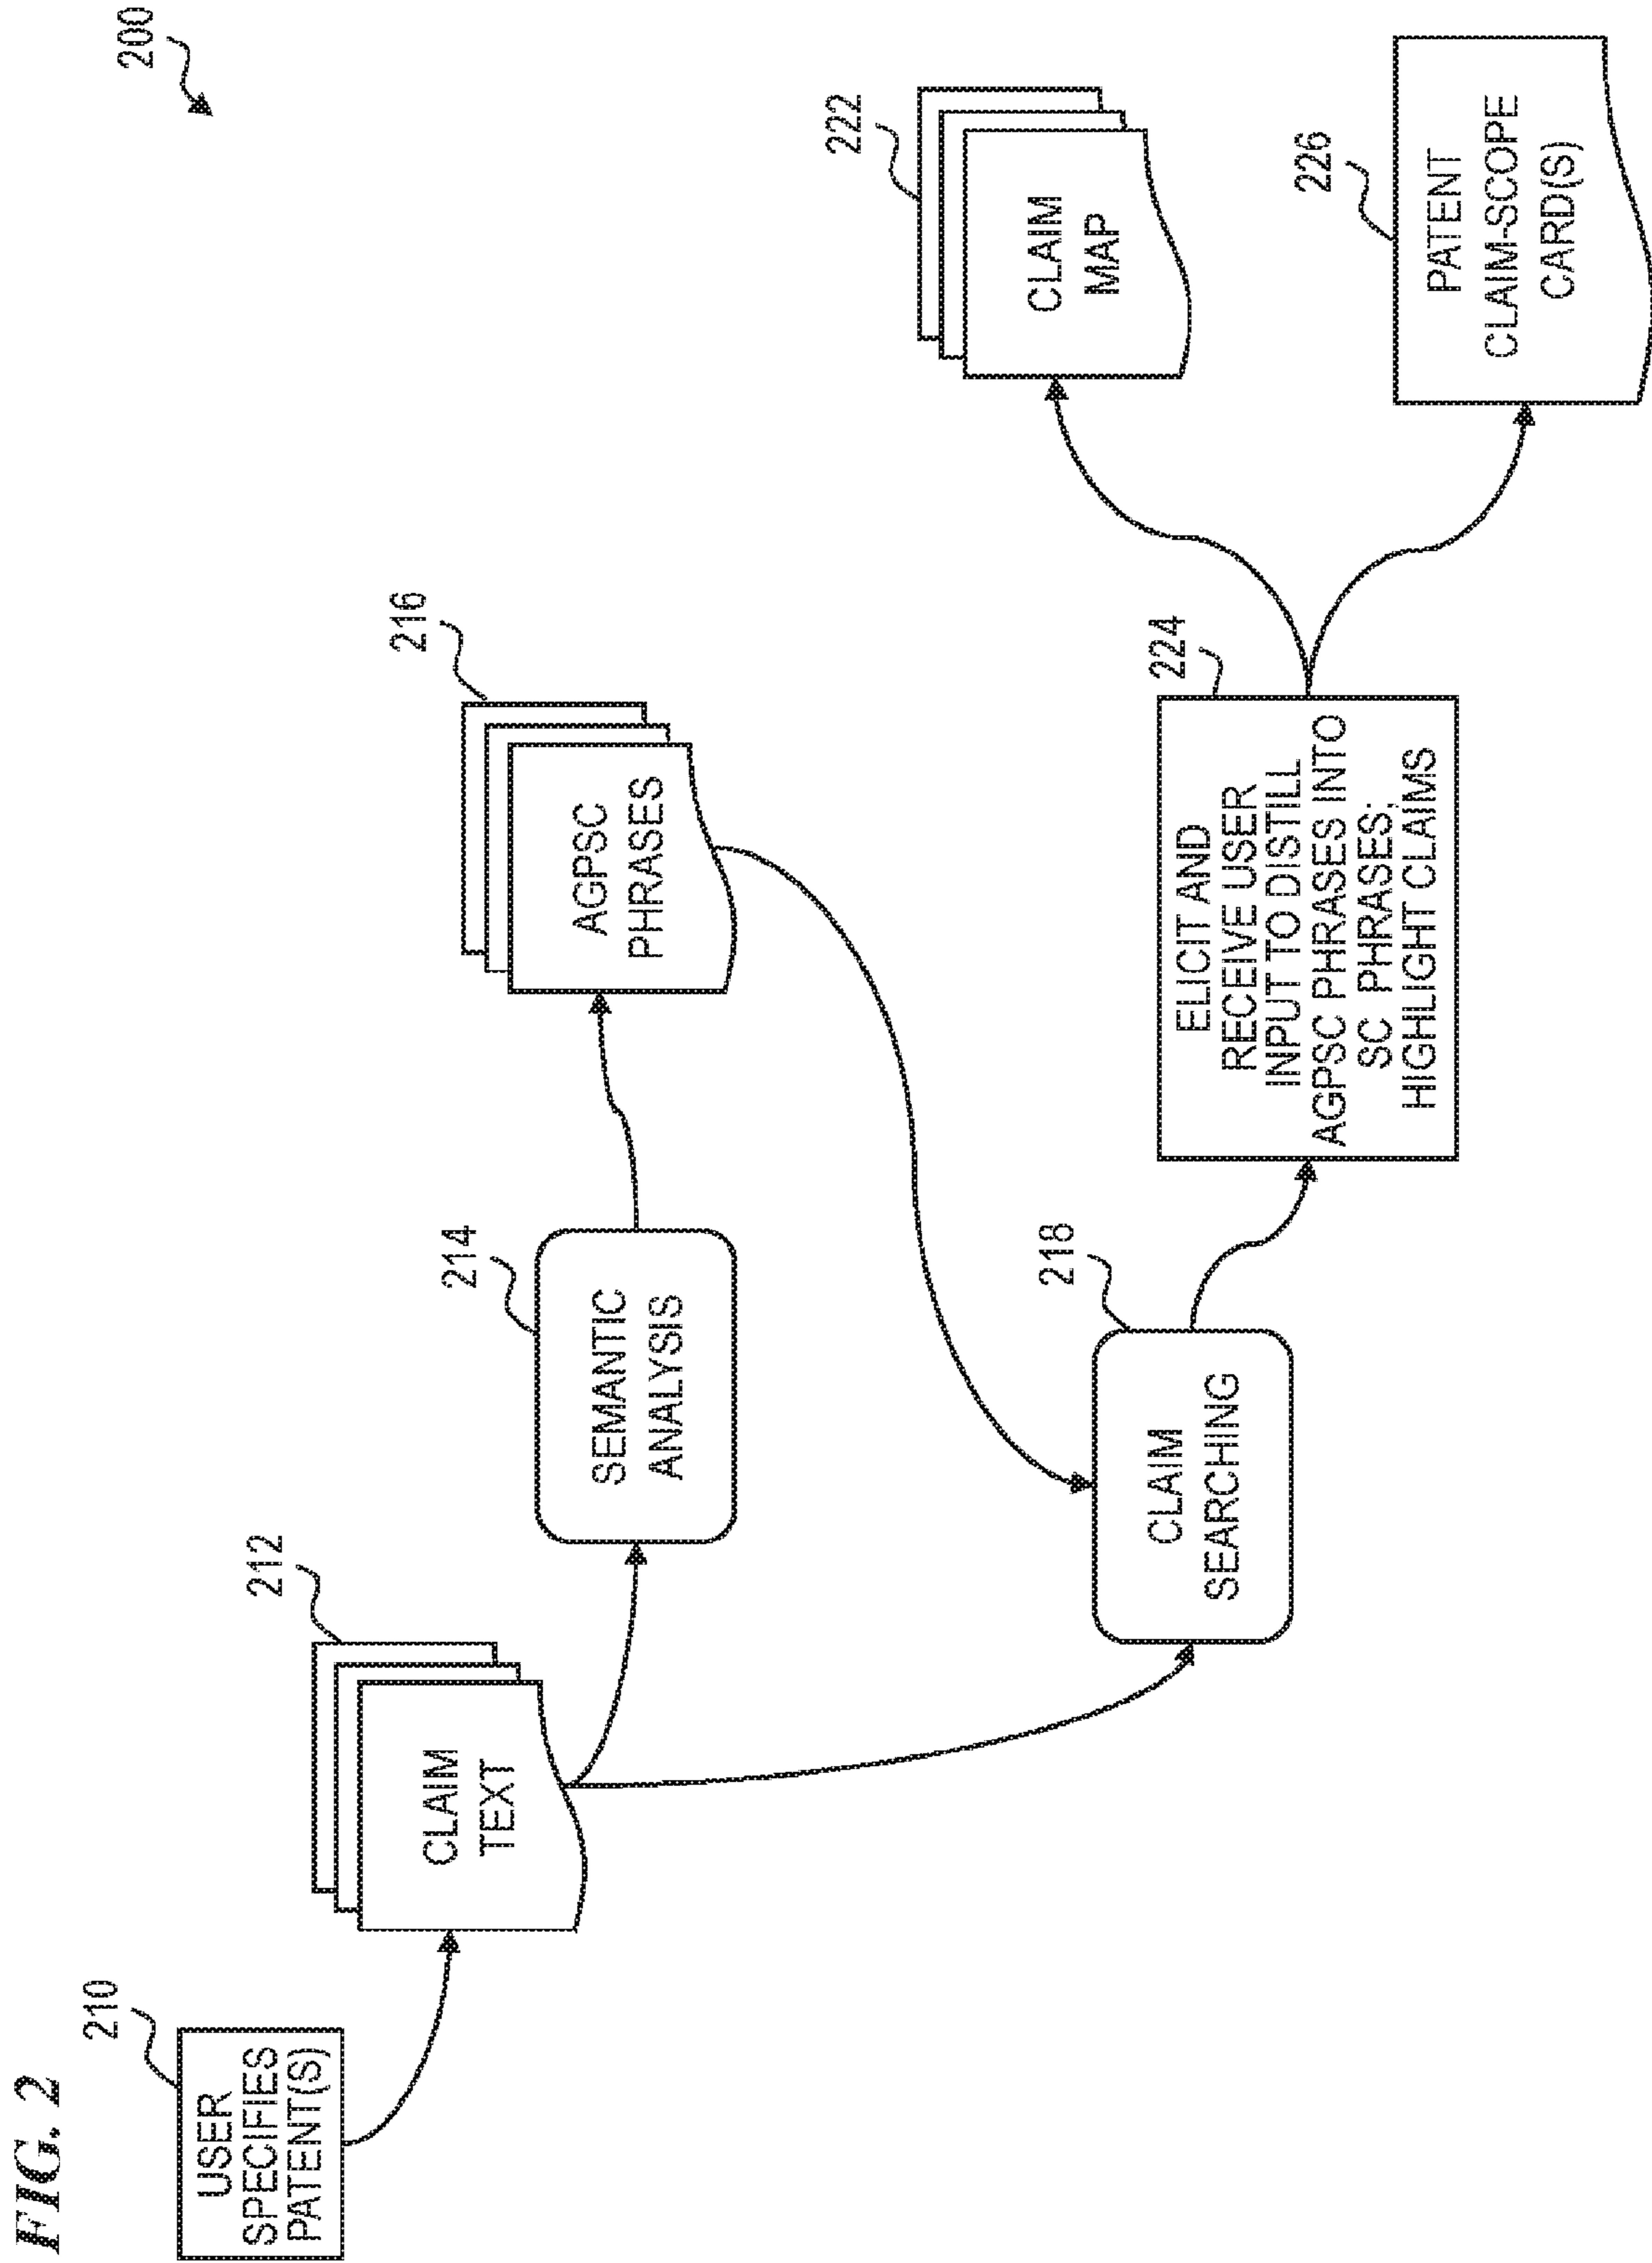 FIG. 2
200
210
USER
SPECIFIES
PATENT(S)
212
CLAIM
TEXT
214
SEMANTIC
ANALYSIS
216
AGPSC
PHRASES
218
CLAIM
SEARCHING
224
ELICIT AND
RECEIVE USER
INPUT TO DISTILL
AGPSC PHRASES INTO
SC PHRASES;
HIGHLIGHT CLAIMS
222
CLAIM
MAP
226
PATENT
CLAIM-SCOPE
CARD(S)